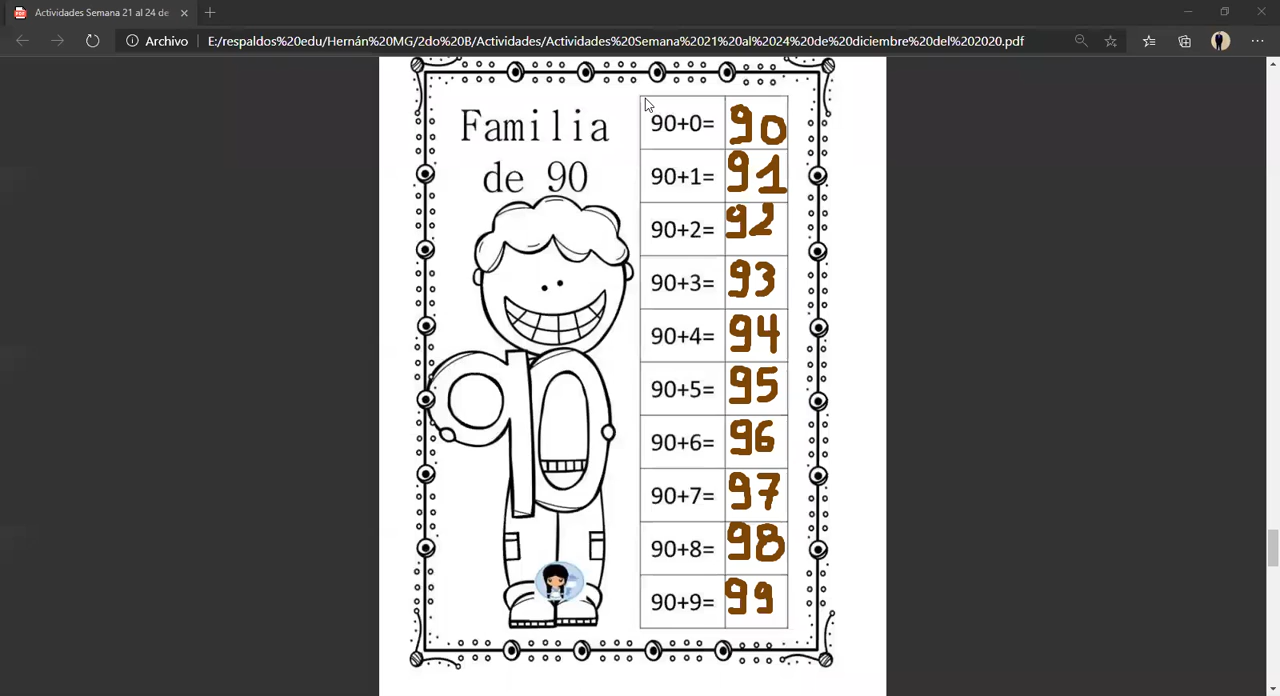 Actividades Semana 21 al 24 de
Archivo
E:/respaldos%20edu/Hernán%20MG/2do%20B/Actividades/Actividades%20Semana%2021%20al%2024%20de%20diciembre%20del%202020.pdf
Familia
de 90
90
90+0= 90
90+1= 91
90+2= 92
90+3= 93
90+4= 94
90+5= 95
90+6= 96
90+7= 97
90+8= 98
90+9= 99